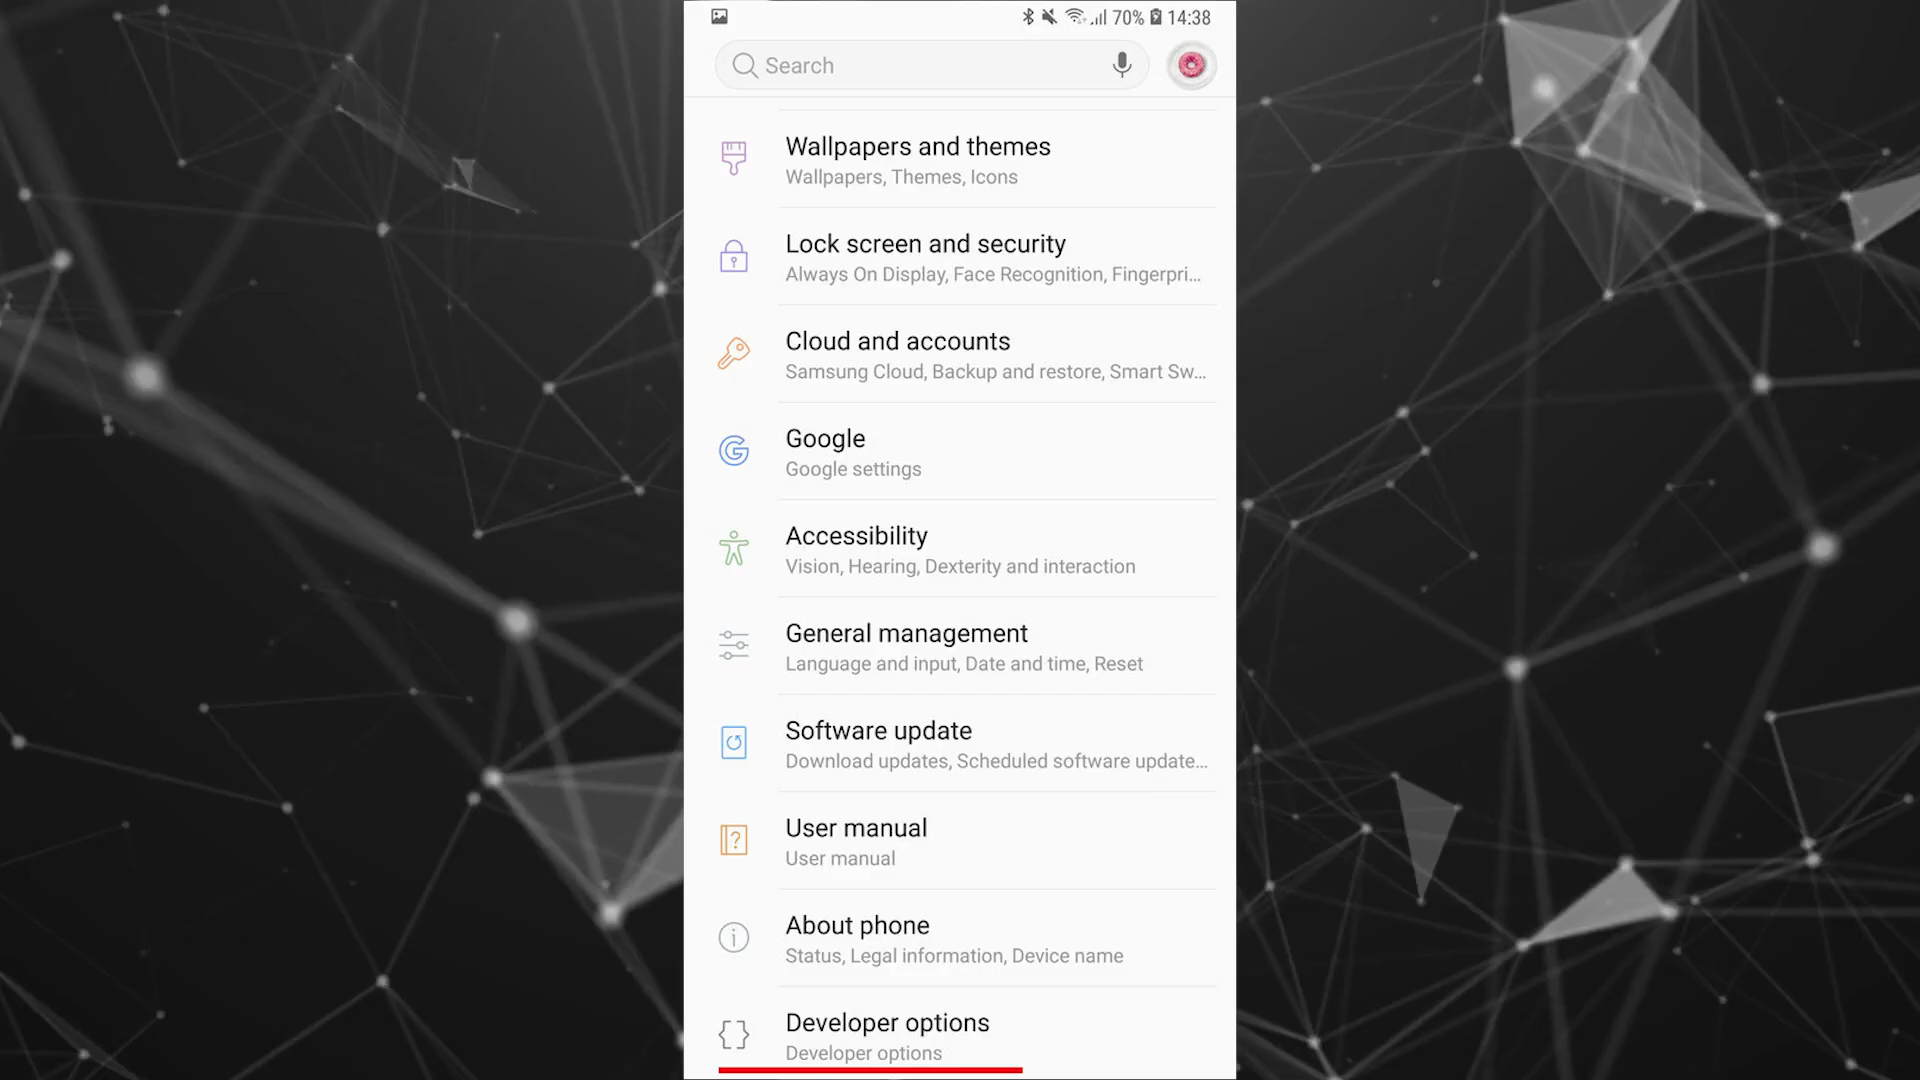 70% 14:38
Search
Wallpapers and themes
Wallpapers, Themes, Icons
Lock screen and security
Always On Display, Face Recognition, Fingerpri...
Cloud and accounts
Samsung Cloud, Backup and restore, Smart Sw...
Google
Google settings
Accessibility
Vision, Hearing, Dexterity and interaction
General management
Language and input, Date and time, Reset
Software update
Download updates, Scheduled software update...
User manual
User manual
About phone
Status, Legal information, Device name
Developer options
Developer options